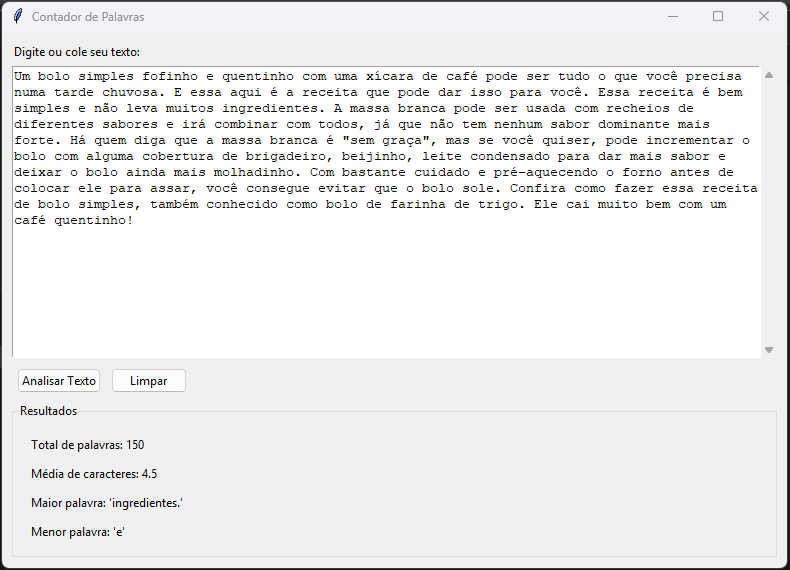 Contador de Palavras
Digite ou cole seu texto:
Um bolo simples fofinho e quentinho com uma xícara de café pode ser tudo o que você precisa
numa tarde chuvosa. E essa aqui é a receita que pode dar isso para você. Essa receita é bem
simples e não leva muitos ingredientes. A massa branca pode ser usada com recheios de
diferentes sabores e irá combinar com todos, já que não tem nenhum sabor dominante mais
forte. Há quem diga que a massa branca é "sem graça", mas se você quiser, pode incrementar o
bolo com alguma cobertura de brigadeiro, beijinho, leite condensado para dar mais sabor e
deixar o bolo ainda mais molhadinho. Com bastante cuidado e pré-aquecendo o forno antes de
colocar ele para assar, você consegue evitar que o bolo sole. Confira como fazer essa receita
de bolo simples, também conhecido como bolo de farinha de trigo. Ele cai muito bem com um
café quentinho!
Analisar Texto Limpar
Resultados
Total de palavras: 150
Média de caracteres: 4.5
Maior palavra: 'ingredientes.'
Menor palavra: 'e'